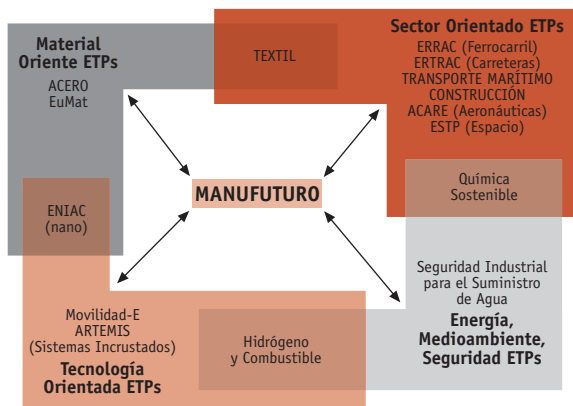 Material
Oriente ETPs
ACERO
EuMat
TEXTIL
Sector Orientado ETPs
ERRAC (Ferrocarril)
ERTRAC (Carreteras)
TRANSPORTE MARÍTIMO
CONSTRUCCIÓN
ACARE (Aeronáuticas)
ESTP (Espacio)
MANUFUTURO
ENIAC
(nano)
Química
Sostenible
Movilidad-E
ARTEMIS
(Sistemas Incrustados)
Tecnología
Orientada ETPs
Hidrógeno
y Combustible
Seguridad Industrial
para el Suministro
de Agua
Energía,
Medioambiente,
Seguridad ETPs